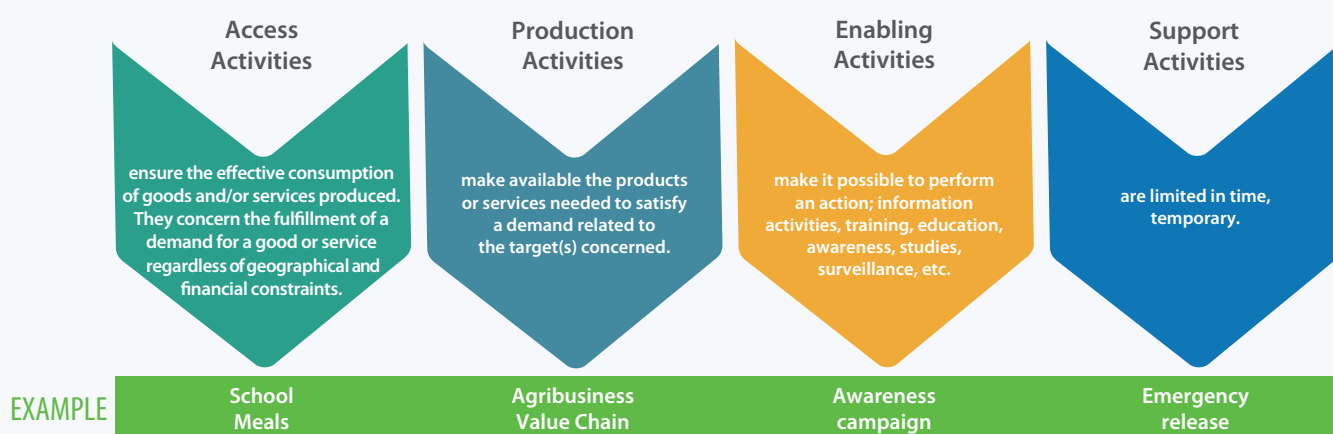 Access
Activities
ensure the effective consumption
of goods and/or services produced.
They concern the fulfillment of a
demand for a good or service
regardless of geographical and
financial constraints.
Production
Activities
make available the products
or services needed to satisfy
a demand related to
the target(s) concerned.
Enabling
Activities
make it possible to perform
an action; information
activities, training, education,
awareness, studies,
surveillance, etc.
Support
Activities
are limited in time,
temporary.
EXAMPLE
School
Meals
Agribusiness
Value Chain
Awareness
campaign
Emergency
release